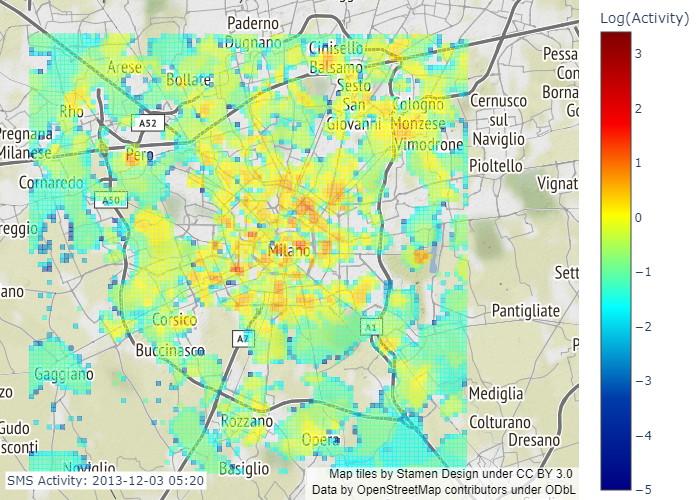 Log(Activity)
3
2
1
0
−1
−2
−3
−4
−5
Paderno
Dugnano
Cinisello
Balsamo
Arese
Bollate
Sesto
San
Giovanni
Cologno
Monzese
Cernusco
sul
Naviglio
Rho
A52
Pregnana
Milanese
Pero
Vimodrone
Pioltello
Cornaredo
A50
Vignat
reggio
Milano
Sett
ano
Pantigliate
Corsico
A1
A7
Buccinasco
Gaggiano
Mediglia
zo
Rozzano
Colturano
Gudo
sconti
Opera
Dresano
Noviglio
Basiglio
Pessa
Con
Borna
Go
P
SMS Activity: 2013-12-03 05:20
Map tiles by Stamen Design under CC BY 3.0
Data by OpenStreetMap contributors under ODbL